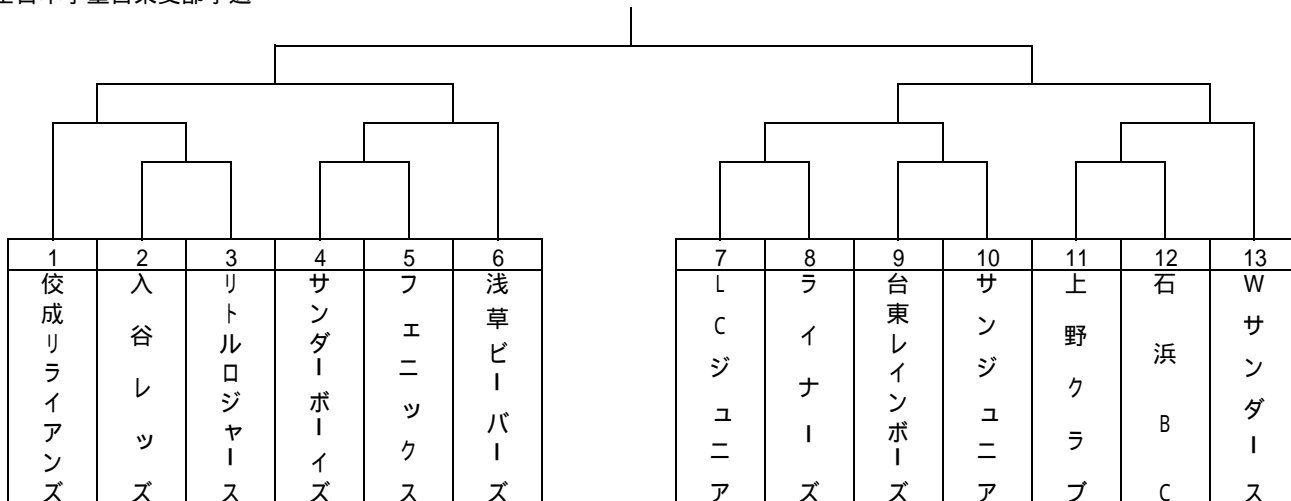 1 2 3 4 5 6 7 8 9 10 11 12 13
佼成リライアンズ
入谷レッズ
リトルロジャース
サンダーボーイズ
フェニックス
浅草ビーバーズ
LCジュニア
ライナーズ
台東レインボーズ
サンジュニア
上野クラブ
石浜BC
Wサンダース